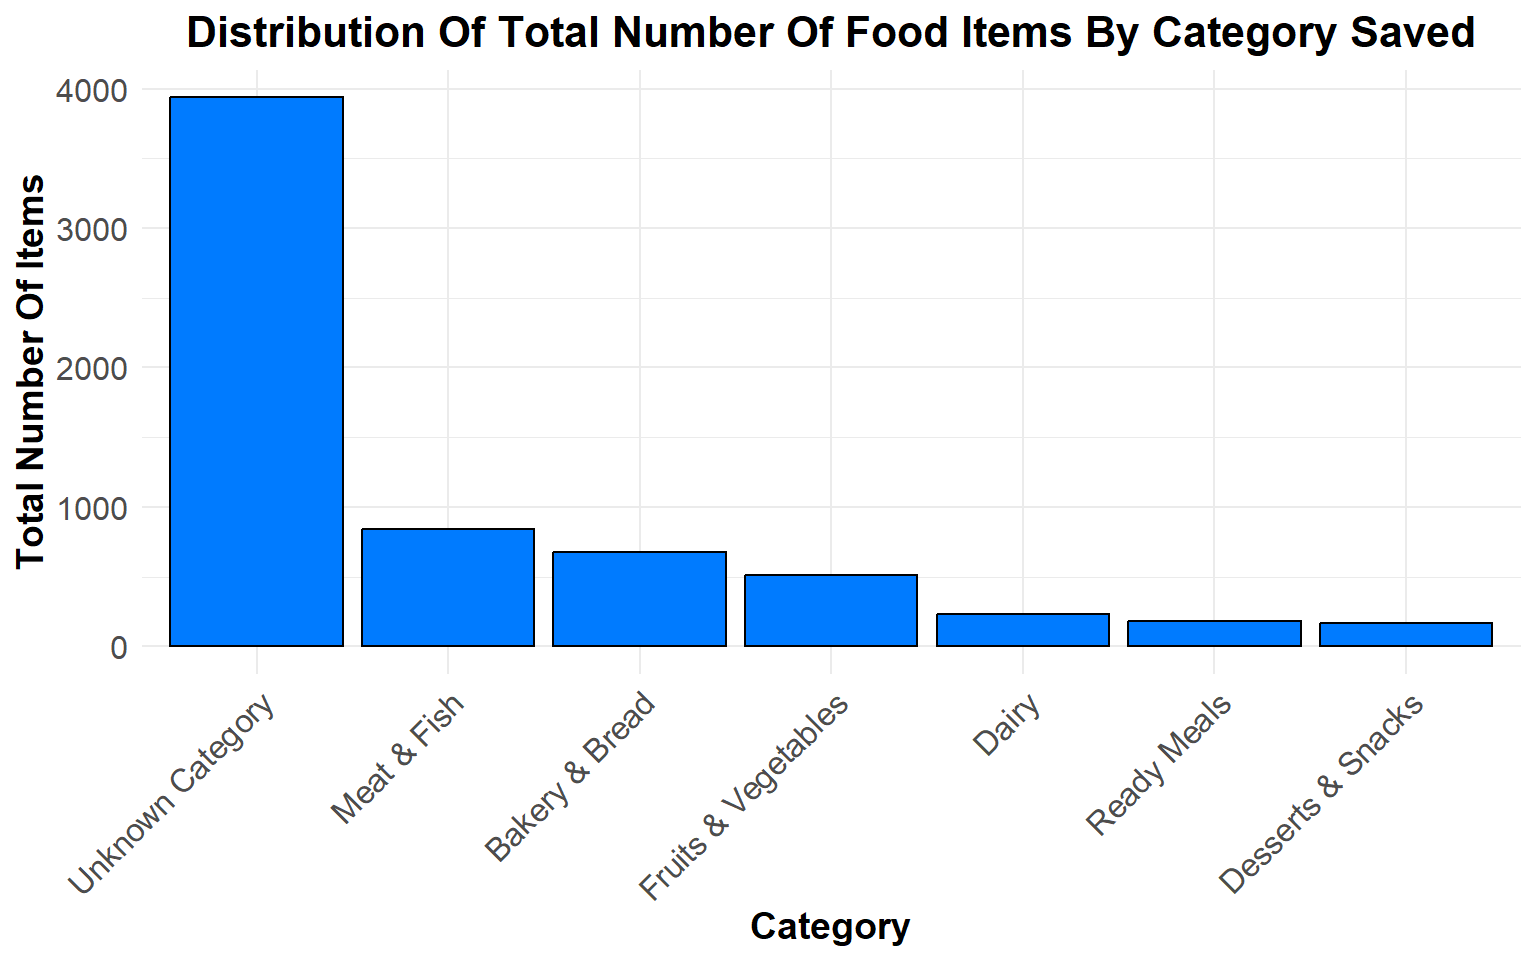 Distribution Of Total Number Of Food Items By Category Saved
Total Number Of Items
4000
3000
2000
1000
0
Unknown Category
Meat & Fish
Bakery & Bread
Fruits & Vegetables
Dairy
Ready Meals
Desserts & Snacks
Category